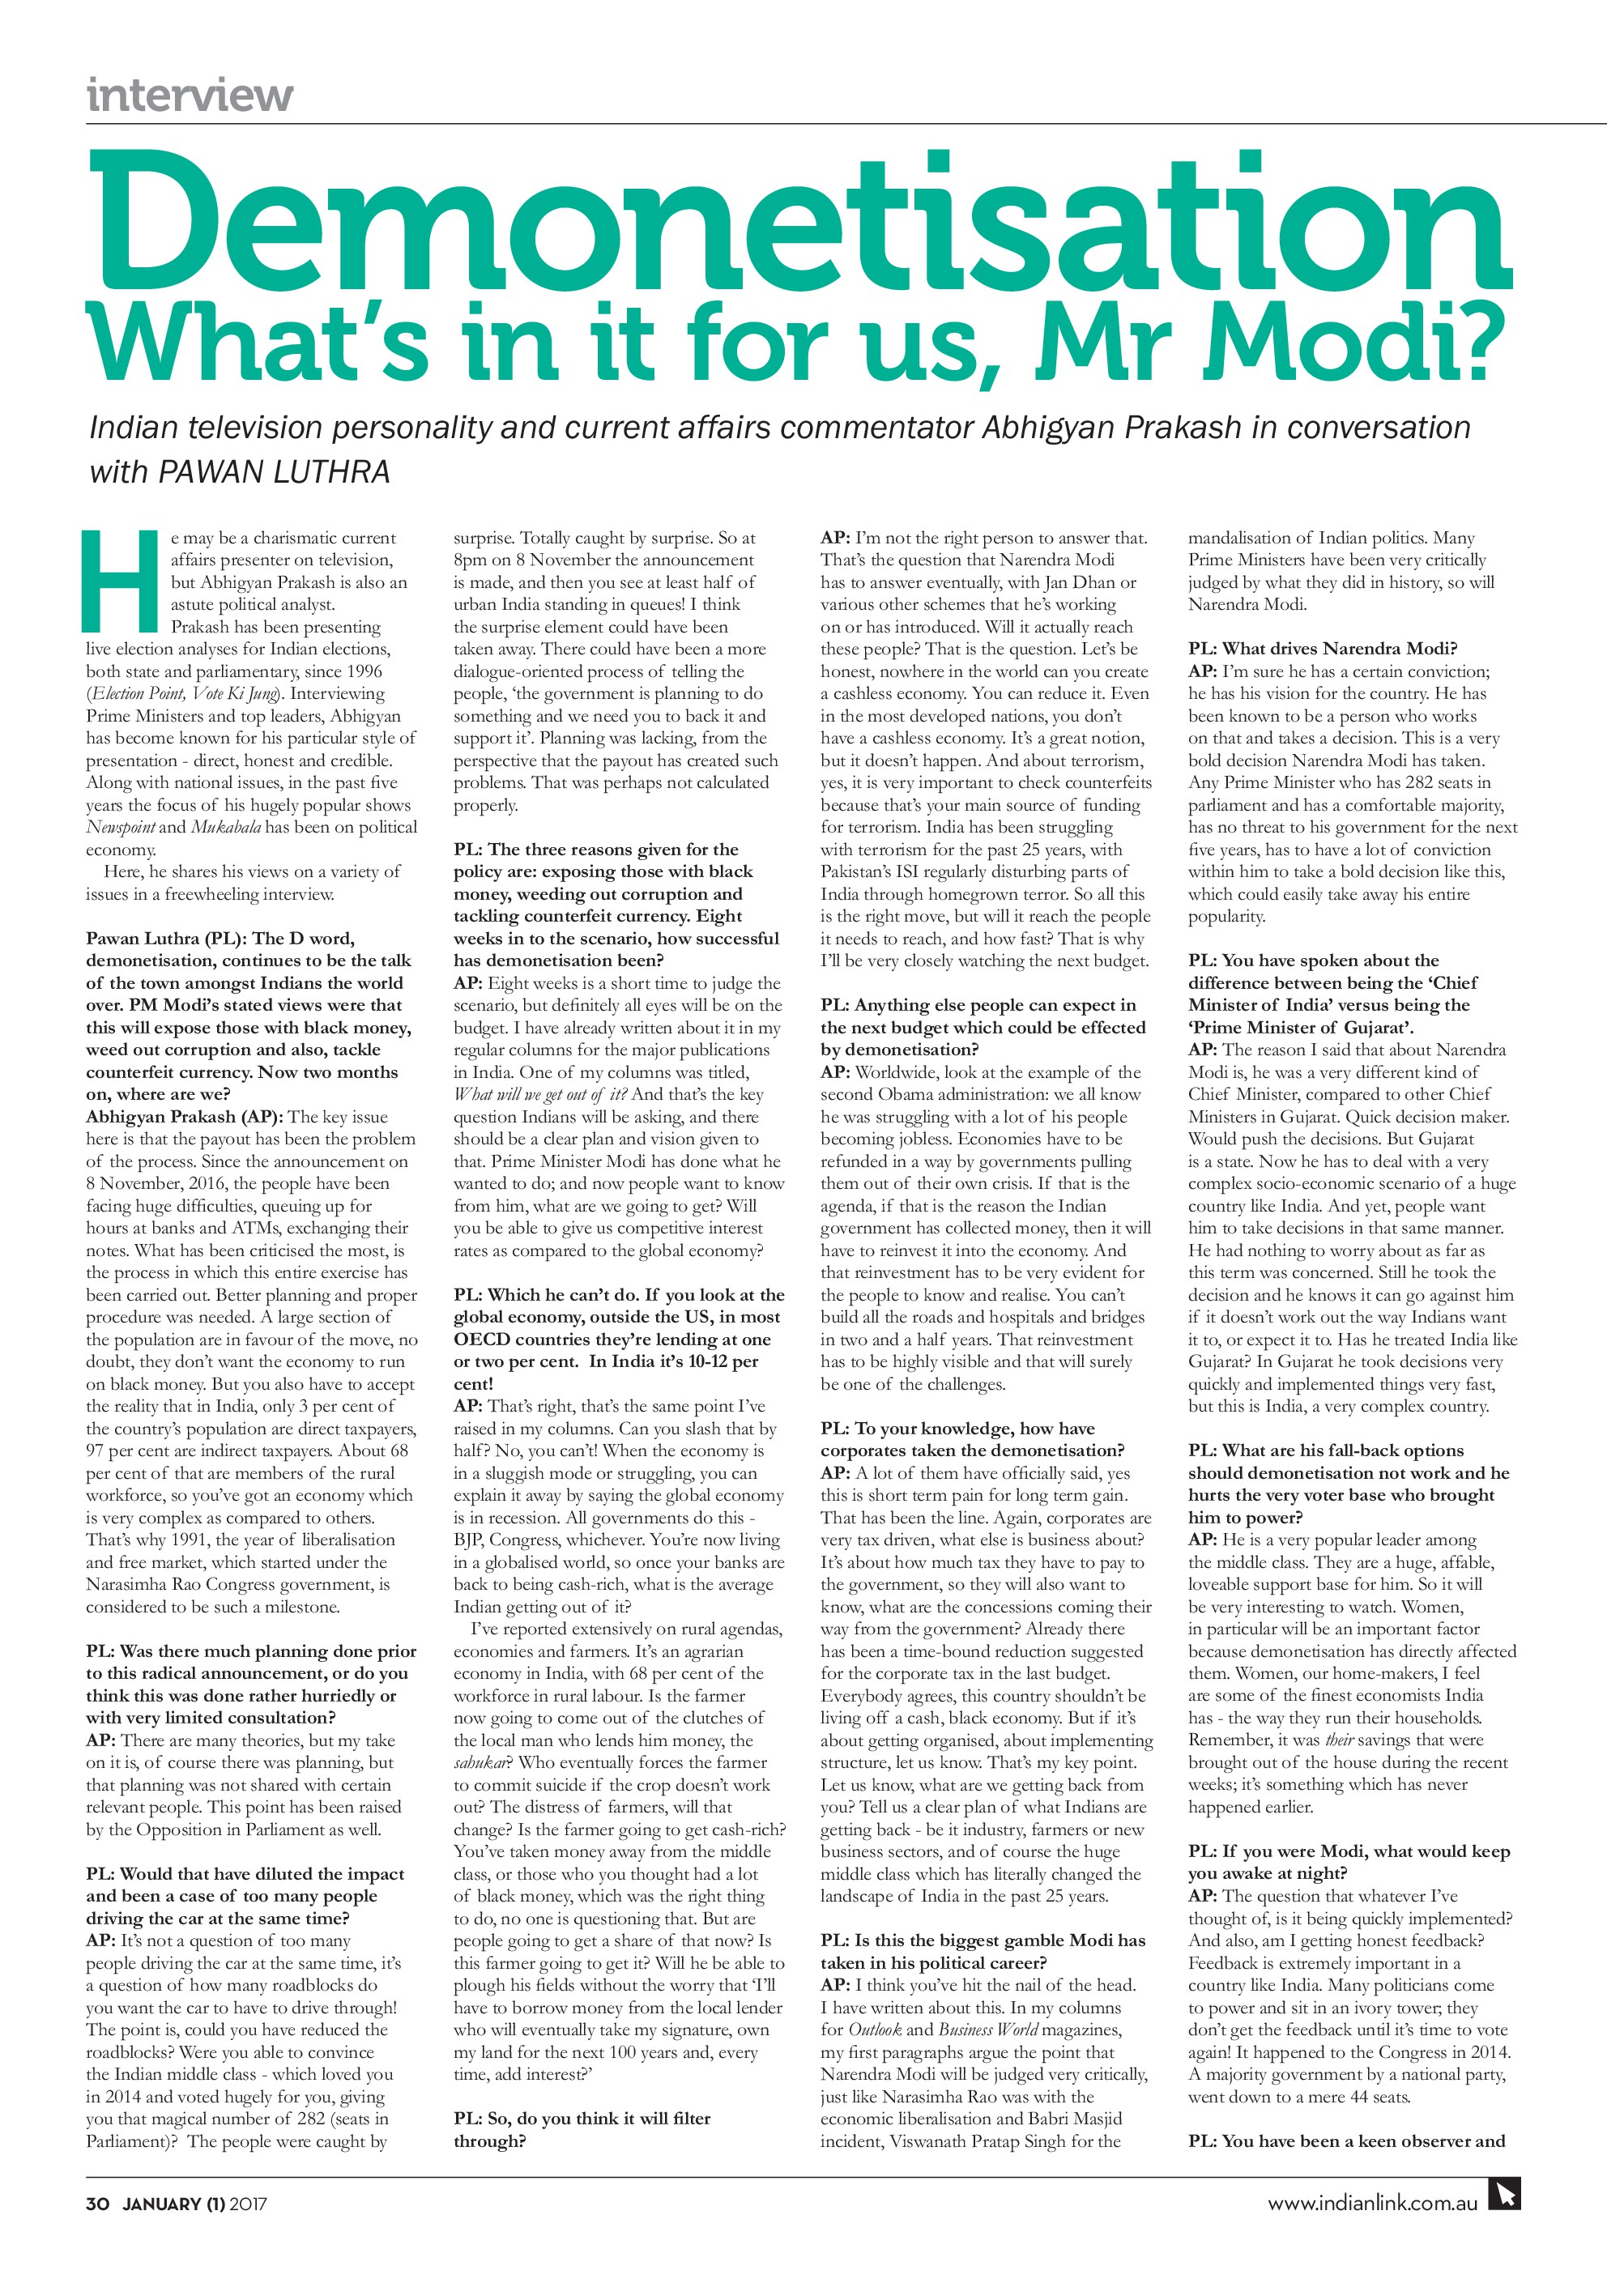 interview
Demonetisation
What's in it for us, Mr Modi?
Indian television personality and current affairs commentator Abhigyan Prakash in conversation
with PAWAN LUTHRA
He may be a charismatic current
affairs presenter on television,
but Abhigyan Prakash is also an
astute political analyst.
Prakash has been presenting
live election analyses for Indian elections,
both state and parliamentary, since 1996
(Election Point, Vote Ki Jung). Interviewing
Prime Ministers and top leaders, Abhigyan
has become known for his particular style of
presentation - direct, honest and credible.
Along with national issues, in the past five
years the focus of his hugely popular shows
Newspoint and Mukabala has been on political
economy.
Here, he shares his views on a variety of
issues in a freewheeling interview.
Pawan Luthra (PL): The D word,
demonetisation, continues to be the talk
of the town amongst Indians the world
over. PM Modi's stated views were that
this will expose those with black money,
weed out corruption and also, tackle
counterfeit currency. Now two months
on, where are we?
Abhigyan Prakash (AP): The key issue
here is that the payout has been the problem
of the process. Since the announcement on
8 November, 2016, the people have been
facing huge difficulties, queuing up for
hours at banks and ATMs, exchanging their
notes. What has been criticised the most, is
the process in which this entire exercise has
been carried out. Better planning and proper
procedure was needed. A large section of
the population are in favour of the move, no
doubt, they don't want the economy to run
on black money. But you also have to accept
the reality that in India, only 3 per cent of
the country's population are direct taxpayers,
97 per cent are indirect taxpayers. About 68
per cent of that are members of the rural
workforce, so you've got an economy which
is very complex as compared to others.
That's why 1991, the year of liberalisation
and free market, which started under the
Narasimha Rao Congress government, is
considered to be such a milestone.
PL: Was there much planning done prior
to this radical announcement, or do you
think this was done rather hurriedly or
with very limited consultation?
AP: There are many theories, but my take
on it is, of course there was planning, but
that planning was not shared with certain
relevant people. This point has been raised
by the Opposition in Parliament as well.
PL: Would that have diluted the impact
and been a case of too many people
driving the car at the same time?
AP: It's not a question of too many
people driving the car at the same time, it's
a question of how many roadblocks do
you want the car to have to drive through!
The point is, could you have reduced the
roadblocks? Were you able to convince
the Indian middle class - which loved you
in 2014 and voted hugely for you, giving
you that magical number of 282 (seats in
Parliament)? The people were caught by
surprise. Totally caught by surprise. So at
8pm on 8 November the announcement
is made, and then you see at least half of
urban India standing in queues! I think
the surprise element could have been
taken away. There could have been a more
dialogue-oriented process of telling the
people, 'the government is planning to do
something and we need you to back it and
support it'. Planning was lacking, from the
perspective that the payout has created such
problems. That was perhaps not calculated
properly.
PL: The three reasons given for the
policy are: exposing those with black
money, weeding out corruption and
tackling counterfeit currency. Eight
weeks in to the scenario, how successful
has demonetisation been?
AP: Eight weeks is a short time to judge the
scenario, but definitely all eyes will be on the
budget. I have already written about it in my
regular columns for the major publications
in India. One of my columns was titled,
What will we get out of it? And that's the key
question Indians will be asking, and there
should be a clear plan and vision given to
that. Prime Minister Modi has done what he
wanted to do; and now people want to know
from him, what are we going to get? Will
you be able to give us competitive interest
rates as compared to the global economy?
PL: Which he can't do. If you look at the
global economy, outside the US, in most
OECD countries they're lending at one
or two per cent. In India it's 10-12 per
cent!
AP: That's right, that's the same point I've
raised in my columns. Can you slash that by
half? No, you can't! When the economy is
in a sluggish mode or struggling, you can
explain it away by saying the global economy
is in recession. All governments do this -
BJP, Congress, whichever. You're now living
in a globalised world, so once your banks are
back to being cash-rich, what is the average
Indian getting out of it?
I've reported extensively on rural agendas,
economies and farmers. It's an agrarian
economy in India, with 68 per cent of the
workforce in rural labour. Is the farmer
now going to come out of the clutches of
the local man who lends him money, the
sahukar? Who eventually forces the farmer
to commit suicide if the crop doesn't work
out? The distress of farmers, will that
change? Is the farmer going to get cash-rich?
You've taken money away from the middle
class, or those who you thought had a lot
of black money, which was the right thing
to do, no one is questioning that. But are
people going to get a share of that now? Is
this farmer going to get it? Will he be able to
plough his fields without the worry that 'I'll
have to borrow money from the local lender
who will eventually take my signature, own
my land for the next 100 years and, every
time, add interest?'
PL: So, do you think it will filter
through?
AP: I'm not the right person to answer that.
That's the question that Narendra Modi
has to answer eventually, with Jan Dhan or
various other schemes that he's working
on or has introduced. Will it actually reach
these people? That is the question. Let's be
honest, nowhere in the world can you create
a cashless economy. You can reduce it. Even
in the most developed nations, you don't
have a cashless economy. It's a great notion,
but it doesn't happen. And about terrorism,
yes, it is very important to check counterfeits
because that's your main source of funding
for terrorism. India has been struggling
with terrorism for the past 25 years, with
Pakistan's ISI regularly disturbing parts of
India through homegrown terror. So all this
is the right move, but will it reach the people
it needs to reach, and how fast? That is why
I'll be very closely watching the next budget.
PL: Anything else people can expect in
the next budget which could be effected
by demonetisation?
AP: Worldwide, look at the example of the
second Obama administration: we all know
he was struggling with a lot of his people
becoming jobless. Economies have to be
refunded in a way by governments pulling
them out of their own crisis. If that is the
agenda, if that is the reason the Indian
government has collected money, then it will
have to reinvest it into the economy. And
that reinvestment has to be very evident for
the people to know and realise. You can't
build all the roads and hospitals and bridges
in two and a half years. That reinvestment
has to be highly visible and that will surely
be one of the challenges.
PL: To your knowledge, how have
corporates taken the demonetisation?
AP: A lot of them have officially said, yes
this is short term pain for long term gain.
That has been the line. Again, corporates are
very tax driven, what else is business about?
It's about how much tax they have to pay to
the government, so they will also want to
know, what are the concessions coming their
way from the government? Already there
has been a time-bound reduction suggested
for the corporate tax in the last budget.
Everybody agrees, this country shouldn't be
living off a cash, black economy. But if it's
about getting organised, about implementing
structure, let us know. That's my key point.
Let us know, what are we getting back from
you? Tell us a clear plan of what Indians are
getting back - be it industry, farmers or new
business sectors, and of course the huge
middle class which has literally changed the
landscape of India in the past 25 years.
PL: Is this the biggest gamble Modi has
taken in his political career?
AP: I think you've hit the nail of the head.
I have written about this. In my columns
for Outlook and Business World magazines,
my first paragraphs argue the point that
Narendra Modi will be judged very critically,
just like Narasimha Rao was with the
economic liberalisation and Babri Masjid
incident, Viswanath Pratap Singh for the
mandalisation of Indian politics. Many
Prime Ministers have been very critically
judged by what they did in history, so will
Narendra Modi.
PL: What drives Narendra Modi?
AP: I'm sure he has a certain conviction;
he has his vision for the country. He has
been known to be a person who works
on that and takes a decision. This is a very
bold decision Narendra Modi has taken.
Any Prime Minister who has 282 seats in
parliament and has a comfortable majority,
has no threat to his government for the next
five years, has to have a lot of conviction
within him to take a bold decision like this,
which could easily take away his entire
popularity.
PL: You have spoken about the
difference between being the 'Chief
Minister of India' versus being the
'Prime Minister of Gujarat'.
AP: The reason I said that about Narendra
Modi is, he was a very different kind of
Chief Minister, compared to other Chief
Ministers in Gujarat. Quick decision maker.
Would push the decisions. But Gujarat
is a state. Now he has to deal with a very
complex socio-economic scenario of a huge
country like India. And yet, people want
him to take decisions in that same manner.
He had nothing to worry about as far as
this term was concerned. Still he took the
decision and he knows it can go against him
if it doesn't work out the way Indians want
it to, or expect it to. Has he treated India like
Gujarat? In Gujarat he took decisions very
quickly and implemented things very fast,
but this is India, a very complex country.
PL: What are his fall-back options
should demonetisation not work and he
hurts the very voter base who brought
him to power?
AP: He is a very popular leader among
the middle class. They are a huge, affable,
loveable support base for him. So it will
be very interesting to watch. Women,
in particular will be an important factor
because demonetisation has directly affected
them. Women, our home-makers, I feel
are some of the finest economists India
has - the way they run their households.
Remember, it was their savings that were
brought out of the house during the recent
weeks; it's something which has never
happened earlier.
PL: If you were Modi, what would keep
you awake at night?
AP: The question that whatever I've
thought of, is it being quickly implemented?
And also, am I getting honest feedback?
Feedback is extremely important in a
country like India. Many politicians come
to power and sit in an ivory tower; they
don't get the feedback until it's time to vote
again! It happened to the Congress in 2014.
A majority government by a national party,
went down to a mere 44 seats.
PL: You have been a keen observer and
30 JANUARY (1) 2017
www.indianlink.com.au